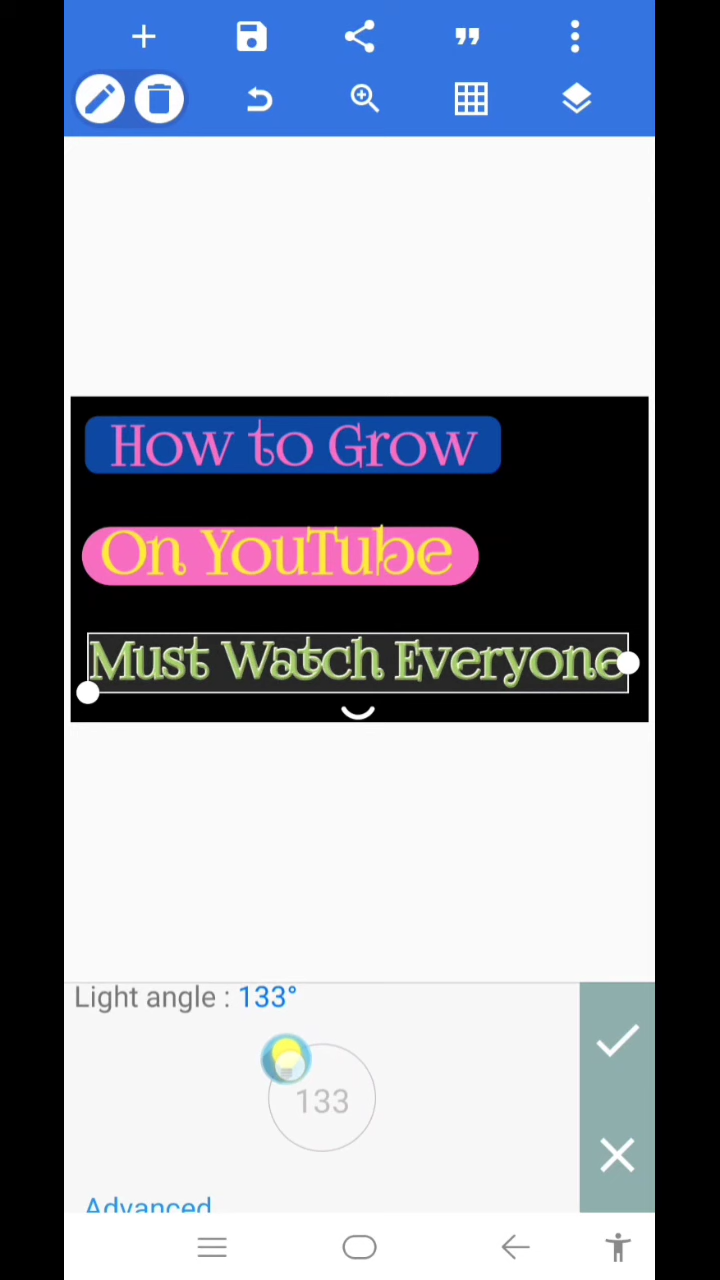 How to Grow
On YouTube
Must Watch Everyone
Light angle : 133°
133
Advanced